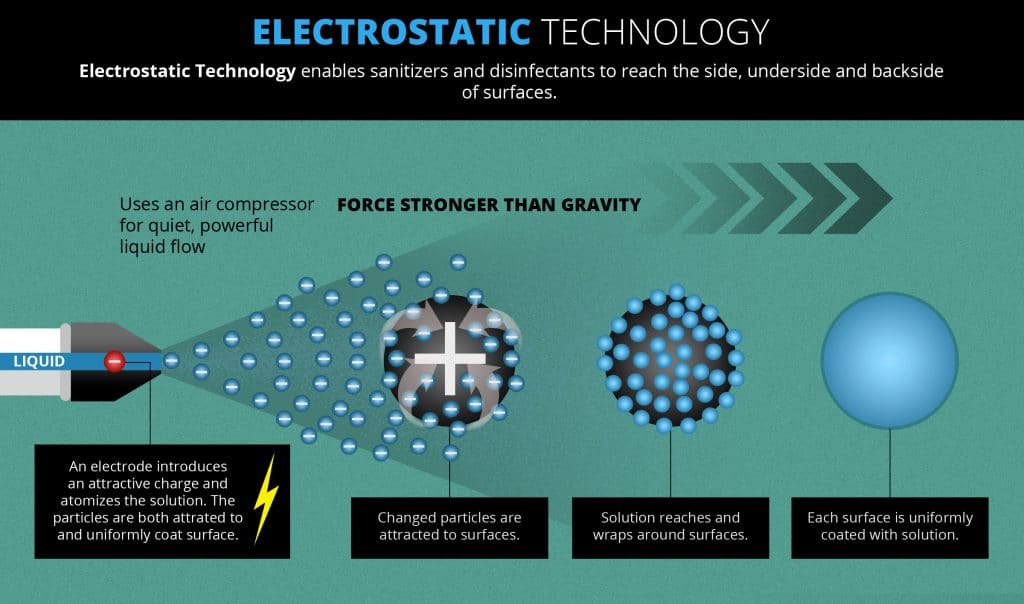 ELECTROSTATIC TECHNOLOGY
Electrostatic Technology enables sanitizers and disinfectants to reach the side, underside and backside
of surfaces.
Uses an air compressor
for quiet, powerful
liquid flow
FORCE STRONGER THAN GRAVITY
LIQUID
An electrode introduces
an attractive charge and
atomizes the solution. The
particles are both attrated to
and uniformly coat surface.
Changed particles are
attracted to surfaces.
Solution reaches and
wraps around surfaces.
Each surface is uniformly
coated with solution.